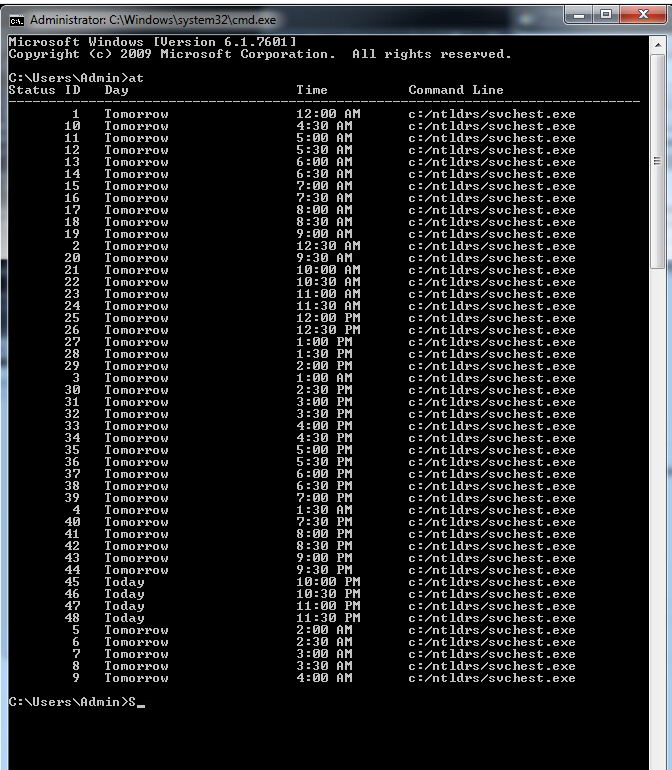 Administrator: C:\Windows\system32\cmd.exe
Microsoft Windows [Version 6.1.7601]
Copyright (c) 2009 Microsoft Corporation.  All rights reserved.
C:\Users\Admin>at
Status ID   Day                     Time          Command Line
-------------------------------------------------------------------------------
1   Tomorrow                12:00 AM      c:/ntldrs/svchest.exe
10   Tomorrow                4:30 AM       c:/ntldrs/svchest.exe
11   Tomorrow                5:00 AM       c:/ntldrs/svchest.exe
12   Tomorrow                5:30 AM       c:/ntldrs/svchest.exe
13   Tomorrow                6:00 AM       c:/ntldrs/svchest.exe
14   Tomorrow                6:30 AM       c:/ntldrs/svchest.exe
15   Tomorrow                7:00 AM       c:/ntldrs/svchest.exe
16   Tomorrow                7:30 AM       c:/ntldrs/svchest.exe
17   Tomorrow                8:00 AM       c:/ntldrs/svchest.exe
18   Tomorrow                8:30 AM       c:/ntldrs/svchest.exe
19   Tomorrow                9:00 AM       c:/ntldrs/svchest.exe
2   Tomorrow                12:30 AM      c:/ntldrs/svchest.exe
20   Tomorrow                9:30 AM       c:/ntldrs/svchest.exe
21   Tomorrow                10:00 AM      c:/ntldrs/svchest.exe
22   Tomorrow                10:30 AM      c:/ntldrs/svchest.exe
23   Tomorrow                11:00 AM      c:/ntldrs/svchest.exe
24   Tomorrow                11:30 AM      c:/ntldrs/svchest.exe
25   Tomorrow                12:00 PM      c:/ntldrs/svchest.exe
26   Tomorrow                12:30 PM      c:/ntldrs/svchest.exe
27   Tomorrow                1:00 PM       c:/ntldrs/svchest.exe
28   Tomorrow                1:30 PM       c:/ntldrs/svchest.exe
29   Tomorrow                2:00 PM       c:/ntldrs/svchest.exe
3   Tomorrow                1:00 AM       c:/ntldrs/svchest.exe
30   Tomorrow                2:30 PM       c:/ntldrs/svchest.exe
31   Tomorrow                3:00 PM       c:/ntldrs/svchest.exe
32   Tomorrow                3:30 PM       c:/ntldrs/svchest.exe
33   Tomorrow                4:00 PM       c:/ntldrs/svchest.exe
34   Tomorrow                4:30 PM       c:/ntldrs/svchest.exe
35   Tomorrow                5:00 PM       c:/ntldrs/svchest.exe
36   Tomorrow                5:30 PM       c:/ntldrs/svchest.exe
37   Tomorrow                6:00 PM       c:/ntldrs/svchest.exe
38   Tomorrow                6:30 PM       c:/ntldrs/svchest.exe
39   Tomorrow                7:00 PM       c:/ntldrs/svchest.exe
4   Tomorrow                1:30 AM       c:/ntldrs/svchest.exe
40   Tomorrow                7:30 PM       c:/ntldrs/svchest.exe
41   Tomorrow                8:00 PM       c:/ntldrs/svchest.exe
42   Tomorrow                8:30 PM       c:/ntldrs/svchest.exe
43   Tomorrow                9:00 PM       c:/ntldrs/svchest.exe
44   Tomorrow                9:30 PM       c:/ntldrs/svchest.exe
45   Today                   10:00 PM      c:/ntldrs/svchest.exe
46   Today                   10:30 PM      c:/ntldrs/svchest.exe
47   Today                   11:00 PM      c:/ntldrs/svchest.exe
48   Today                   11:30 PM      c:/ntldrs/svchest.exe
5   Tomorrow                2:00 AM       c:/ntldrs/svchest.exe
6   Tomorrow                2:30 AM       c:/ntldrs/svchest.exe
7   Tomorrow                3:00 AM       c:/ntldrs/svchest.exe
8   Tomorrow                3:30 AM       c:/ntldrs/svchest.exe
9   Tomorrow                4:00 AM       c:/ntldrs/svchest.exe
C:\Users\Admin>S_